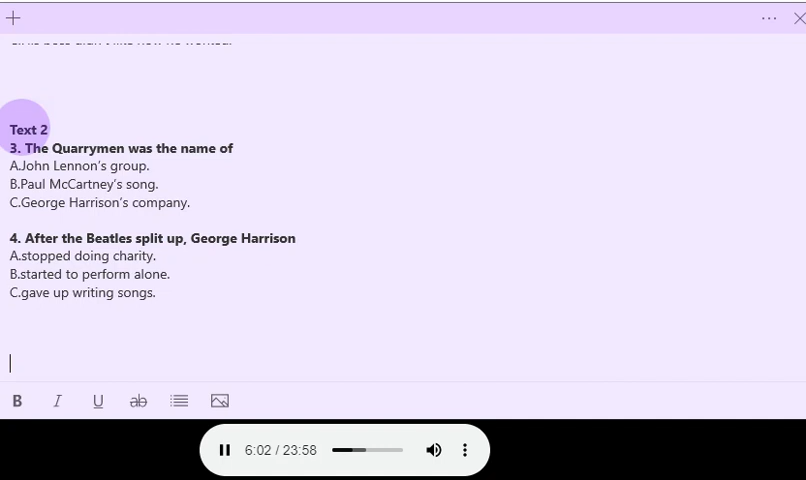 Text 2
3. The Quarrymen was the name of
A.John Lennon's group.
B.Paul McCartney's song.
C.George Harrison's company.
4. After the Beatles split up, George Harrison
A.stopped doing charity.
B.started to perform alone.
C.gave up writing songs.
B I U ab
6:02 / 23:58